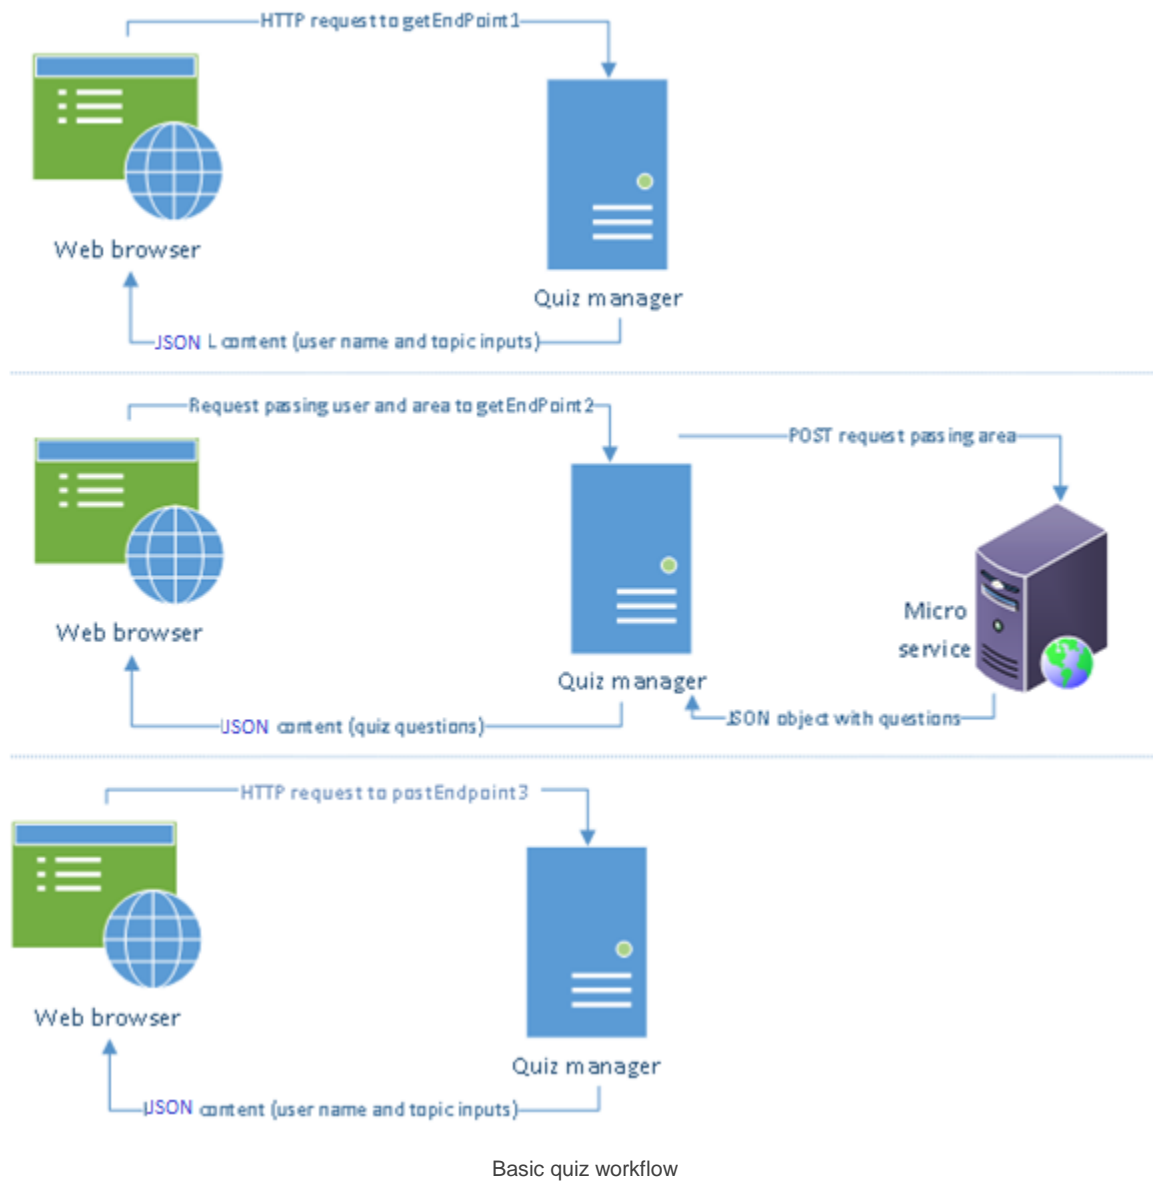 HTTP request to getEndPoint1
Web browser
Quiz manager
JSON L content (user name and topic inputs)
Request passing user and area to getEndPoint2
POST request passing area
Micro
service
Web browser
Quiz manager
JSON object with questions
JSON content (quiz questions)
HTTP request to postEndpoint3
Web browser
Quiz manager
JSON content (user name and topic inputs)
Basic quiz workflow